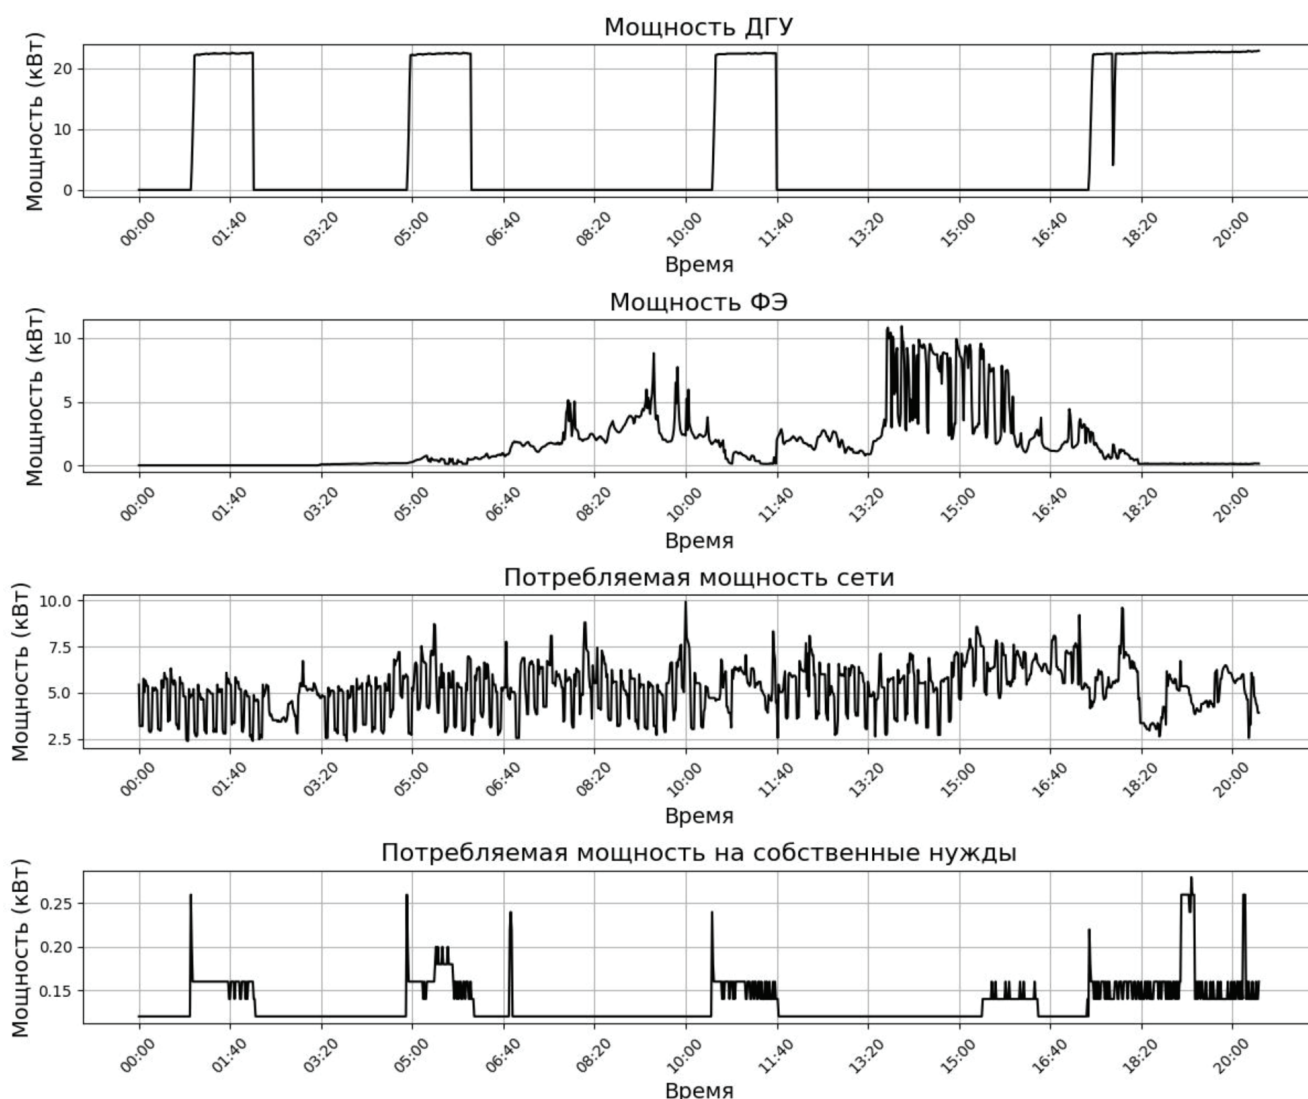 Мощность ДГУ
Мощность (кВт)
20
10
0
00:00 01:40 03:20 05:00 06:40 08:20 10:00 11:40 13:20 15:00 16:40 18:20 20:00
Время
Мощность ФЭ
Мощность (кВт)
10
5
0
00:00 01:40 03:20 05:00 06:40 08:20 10:00 11:40 13:20 15:00 16:40 18:20 20:00
Время
Потребляемая мощность сети
Мощность (кВт)
10.0
7.5
5.0
2.5
00:00 01:40 03:20 05:00 06:40 08:20 10:00 11:40 13:20 15:00 16:40 18:20 20:00
Время
Потребляемая мощность на собственные нужды
Мощность (кВт)
0.25
0.20
0.15
00:00 01:40 03:20 05:00 06:40 08:20 10:00 11:40 13:20 15:00 16:40 18:20 20:00
Время